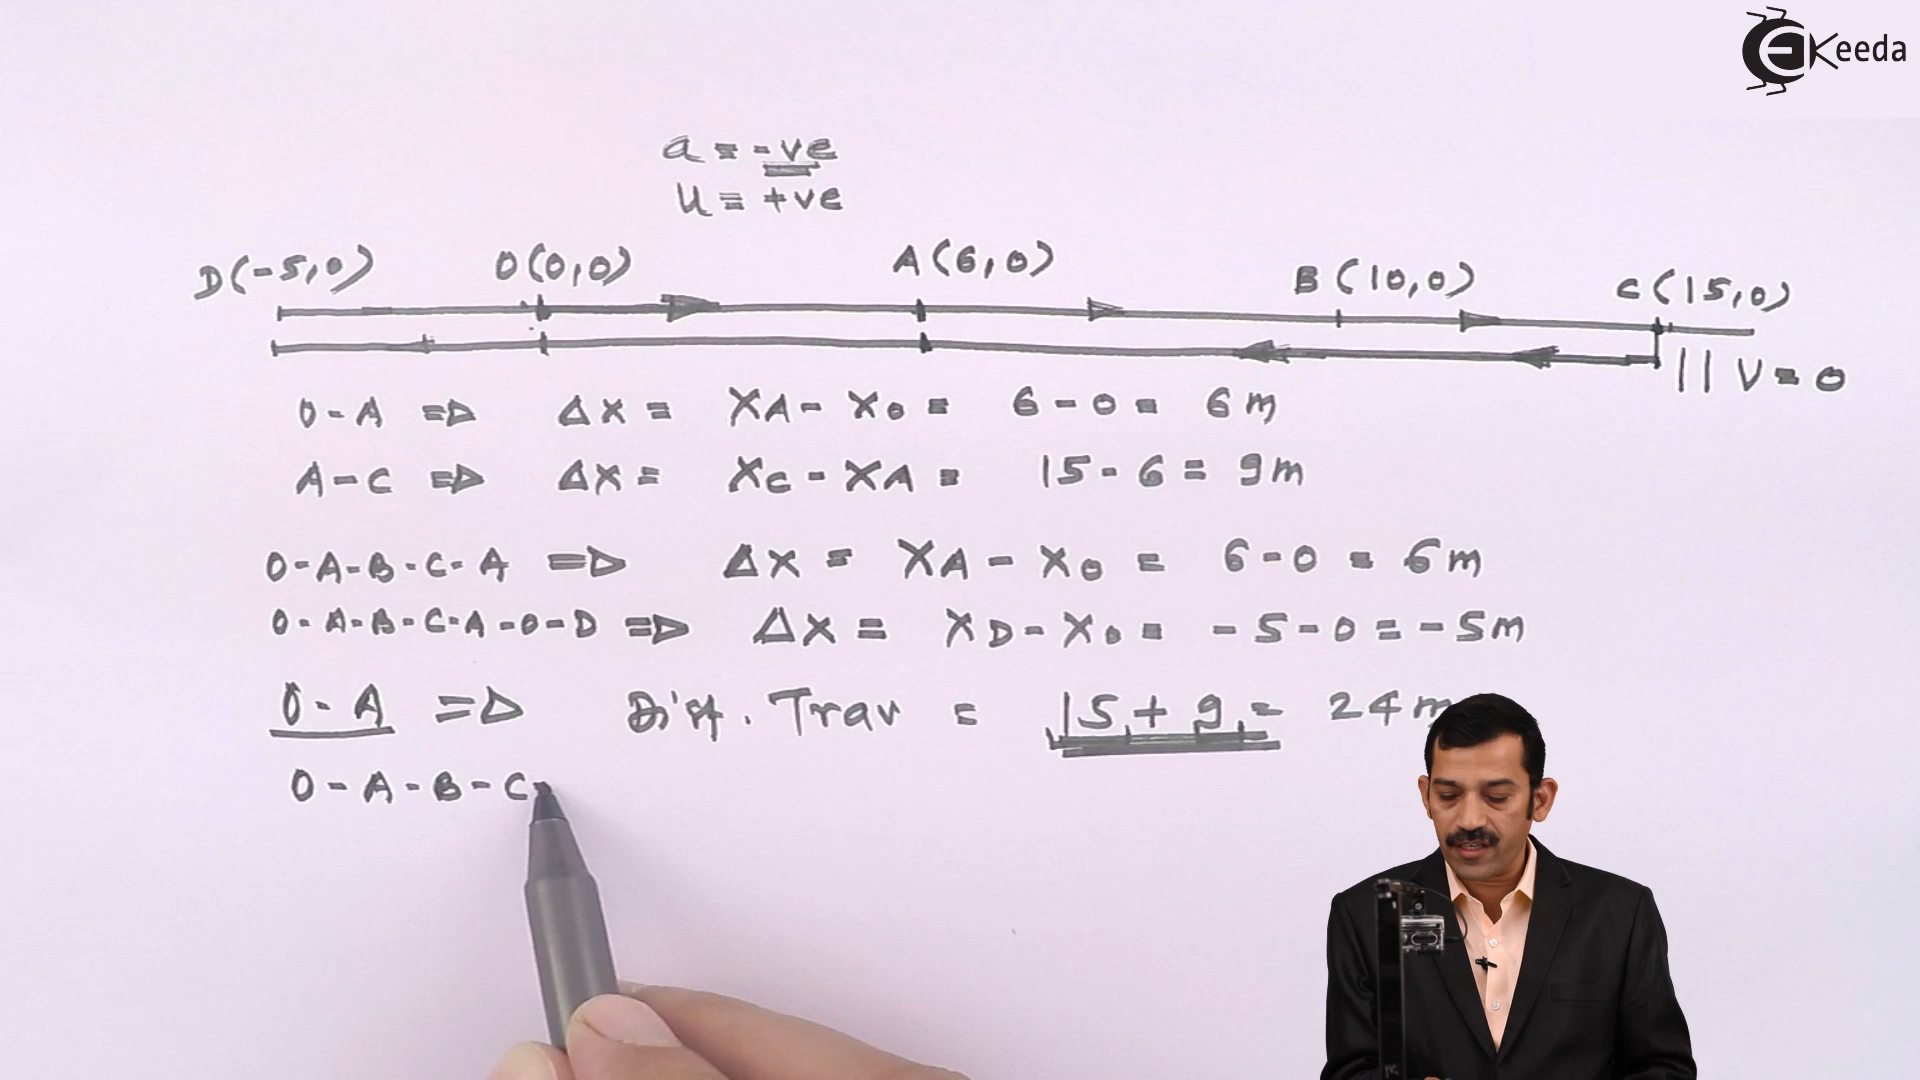 Keeda
a = -ve
u = +ve
D(-5,0) O(0,0) A(6,0) B(10,0) C(15,0)
|| V = 0
O-A => ΔX = XA - XO = 6-0 = 6m
A-C => ΔX = XC - XA = 15-6 = 9m
O-A-B-C-A => ΔX = XA - XO = 6-0 = 6m
O-A-B-C-A-O-D => ΔX = XD - XO = -5-0 = -5m
O-A => Dist. Trav = 15 + 9 = 24m
O-A-B-C-